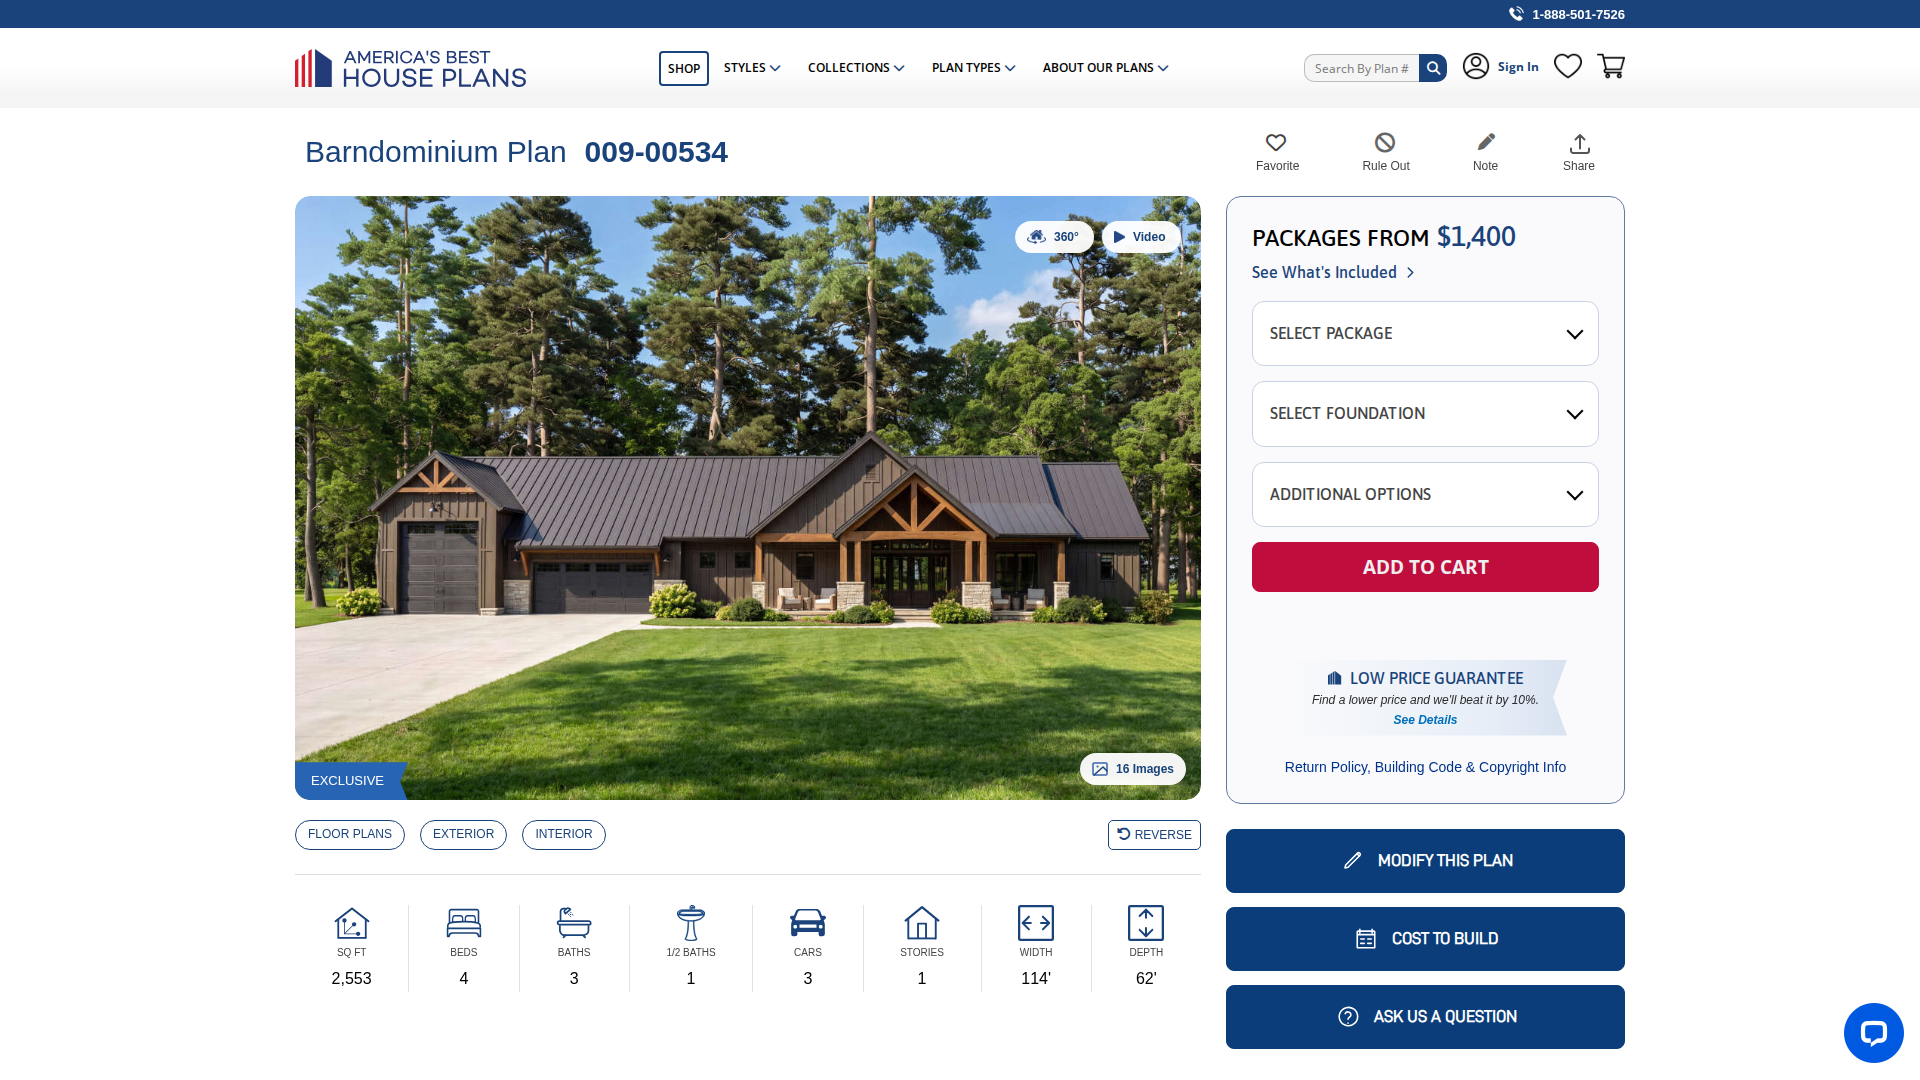 1-888-501-7526
AMERICA'S BEST
HOUSE PLANS
SHOP
STYLES
COLLECTIONS
PLAN TYPES
ABOUT OUR PLANS
Search By Plan #
Sign In
Barndominium Plan 009-00534
Favorite
Rule Out
Note
Share
360°
Video
EXCLUSIVE
16 Images
PACKAGES FROM $1,400
See What's Included
SELECT PACKAGE
SELECT FOUNDATION
ADDITIONAL OPTIONS
ADD TO CART
LOW PRICE GUARANTEE
Find a lower price and we'll beat it by 10%.
See Details
Return Policy, Building Code & Copyright Info
FLOOR PLANS
EXTERIOR
INTERIOR
REVERSE
SQ FT
2,553
BEDS
4
BATHS
3
1/2 BATHS
1
CARS
3
STORIES
1
WIDTH
114'
DEPTH
62'
MODIFY THIS PLAN
COST TO BUILD
ASK US A QUESTION